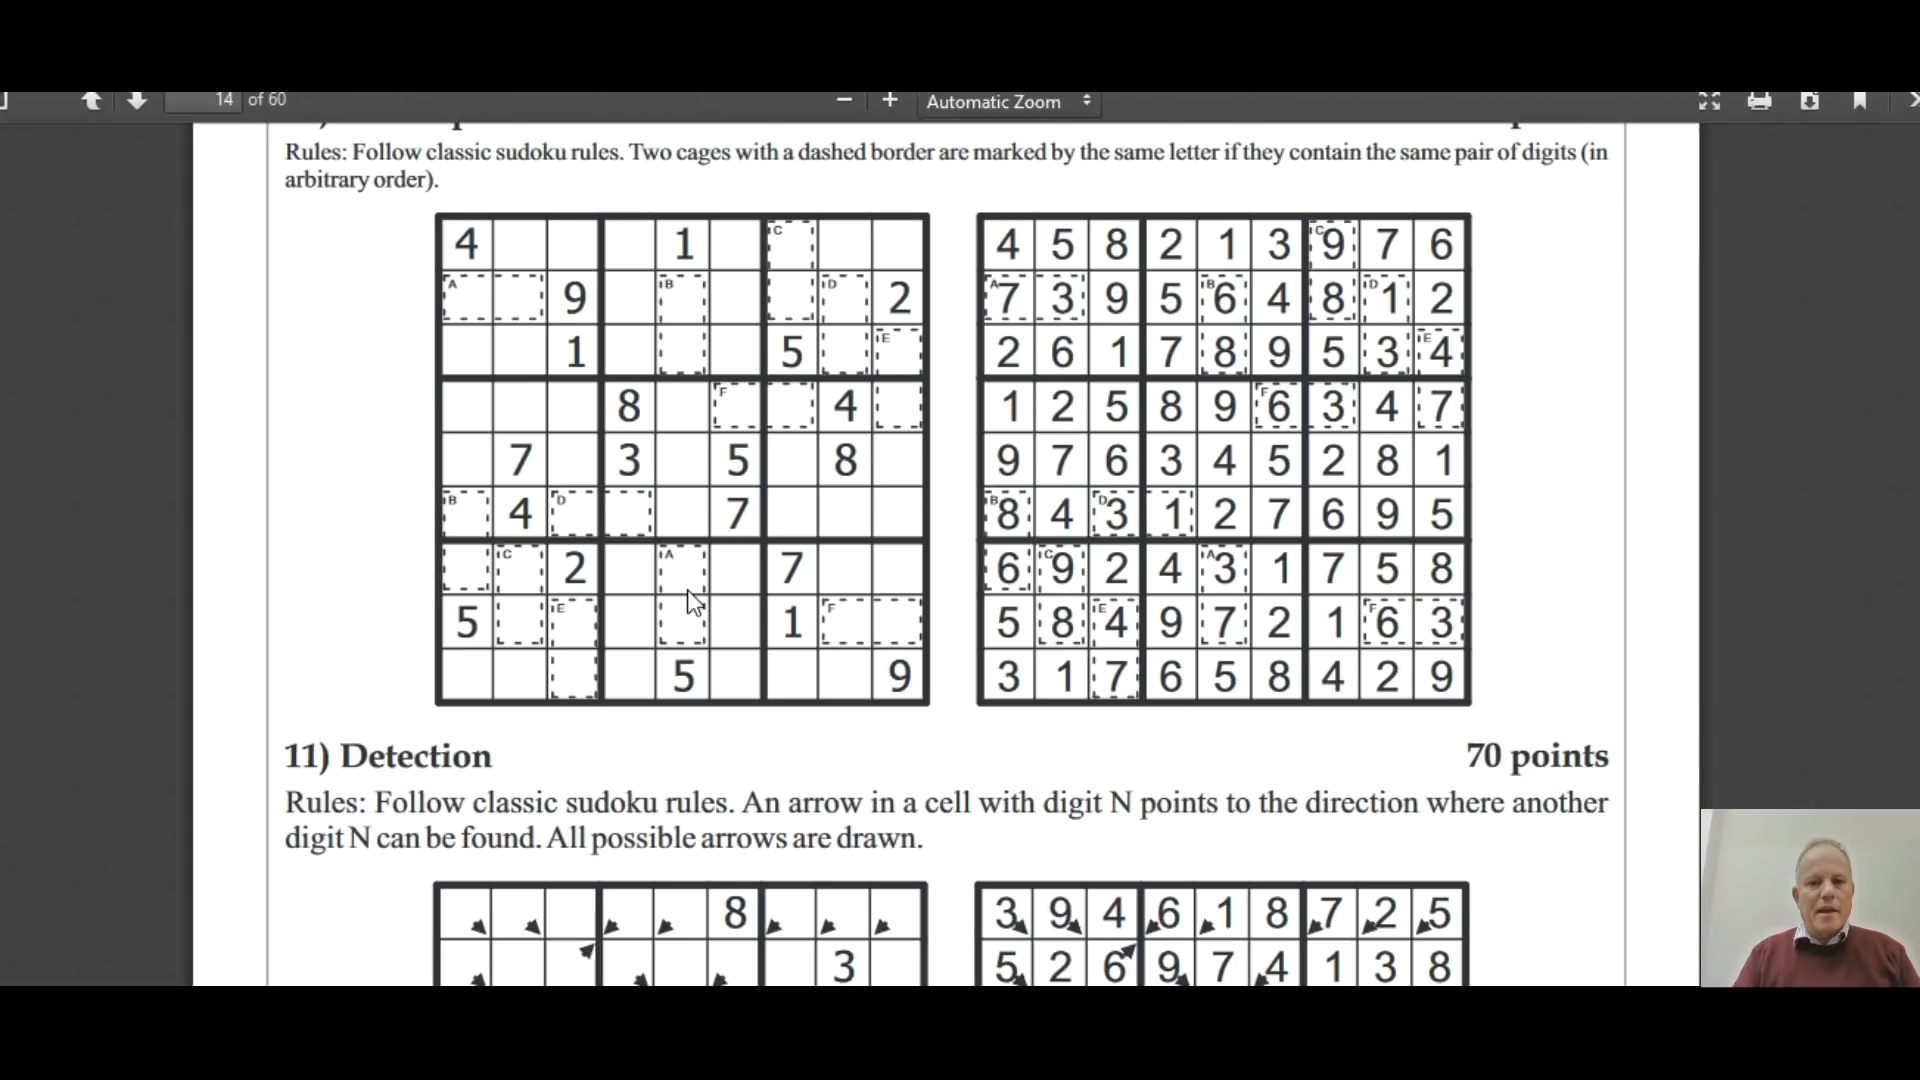 14 of 60
Automatic Zoom
Rules: Follow classic sudoku rules. Two cages with a dashed border are marked by the same letter if they contain the same pair of digits (in
arbitrary order).
4 1 C
A 9 B D 2
1 5 E
8 F 4
7 3 5 8
B 4 D 7
C 2 A 7
5 E 1 F
5 9
4 5 8 2 1 3 C 9 7 6
A 7 3 9 5 B 6 4 8 D 1 2
2 6 1 7 8 9 5 3 E 4
1 2 5 8 9 F 6 3 4 7
9 7 6 3 4 5 2 8 1
B 8 4 D 3 1 2 7 6 9 5
6 C 9 2 4 A 3 1 7 5 8
5 8 E 4 9 7 2 1 F 6 3
3 1 7 6 5 8 4 2 9
11) Detection 70 points
Rules: Follow classic sudoku rules. An arrow in a cell with digit N points to the direction where another
digit N can be found. All possible arrows are drawn.
8
3
3 9 4 6 1 8 7 2 5
5 2 6 9 7 4 1 3 8